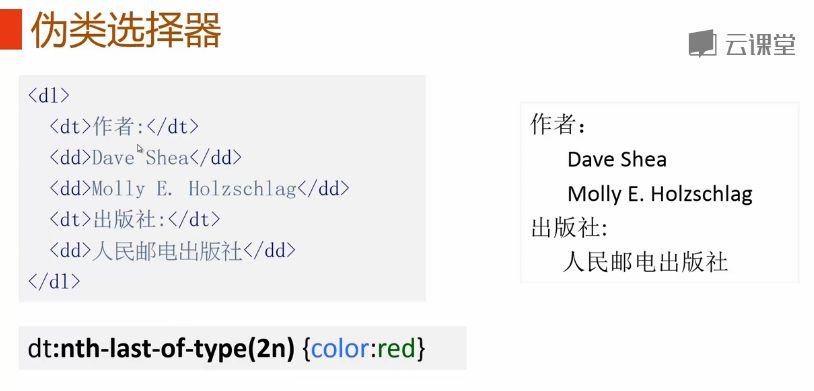 伪类选择器
云课堂
<dl>
<dt>作者:</dt>
<dd>Dave Shea</dd>
<dd>Molly E. Holzschlag</dd>
<dt>出版社:</dt>
<dd>人民邮电出版社</dd>
</dl>
作者：
Dave Shea
Molly E. Holzschlag
出版社:
人民邮电出版社
dt:nth-last-of-type(2n) {color:red}